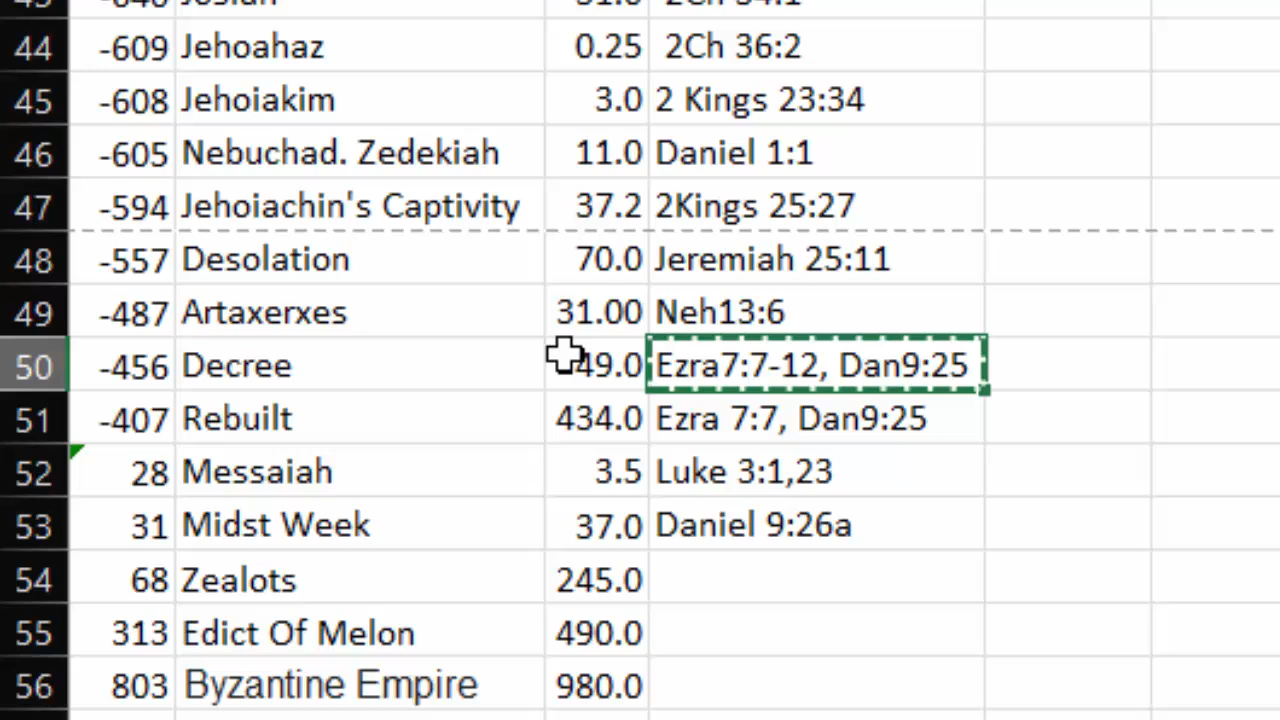 44 -609 Jehoahaz 0.25 2Ch 36:2
45 -608 Jehoiakim 3.0 2 Kings 23:34
46 -605 Nebuchad. Zedekiah 11.0 Daniel 1:1
47 -594 Jehoiachin's Captivity 37.2 2Kings 25:27
48 -557 Desolation 70.0 Jeremiah 25:11
49 -487 Artaxerxes 31.00 Neh13:6
50 -456 Decree 49.0 Ezra7:7-12, Dan9:25
51 -407 Rebuilt 434.0 Ezra 7:7, Dan9:25
52 28 Messaiah 3.5 Luke 3:1,23
53 31 Midst Week 37.0 Daniel 9:26a
54 68 Zealots 245.0
55 313 Edict Of Melon 490.0
56 803 Byzantine Empire 980.0